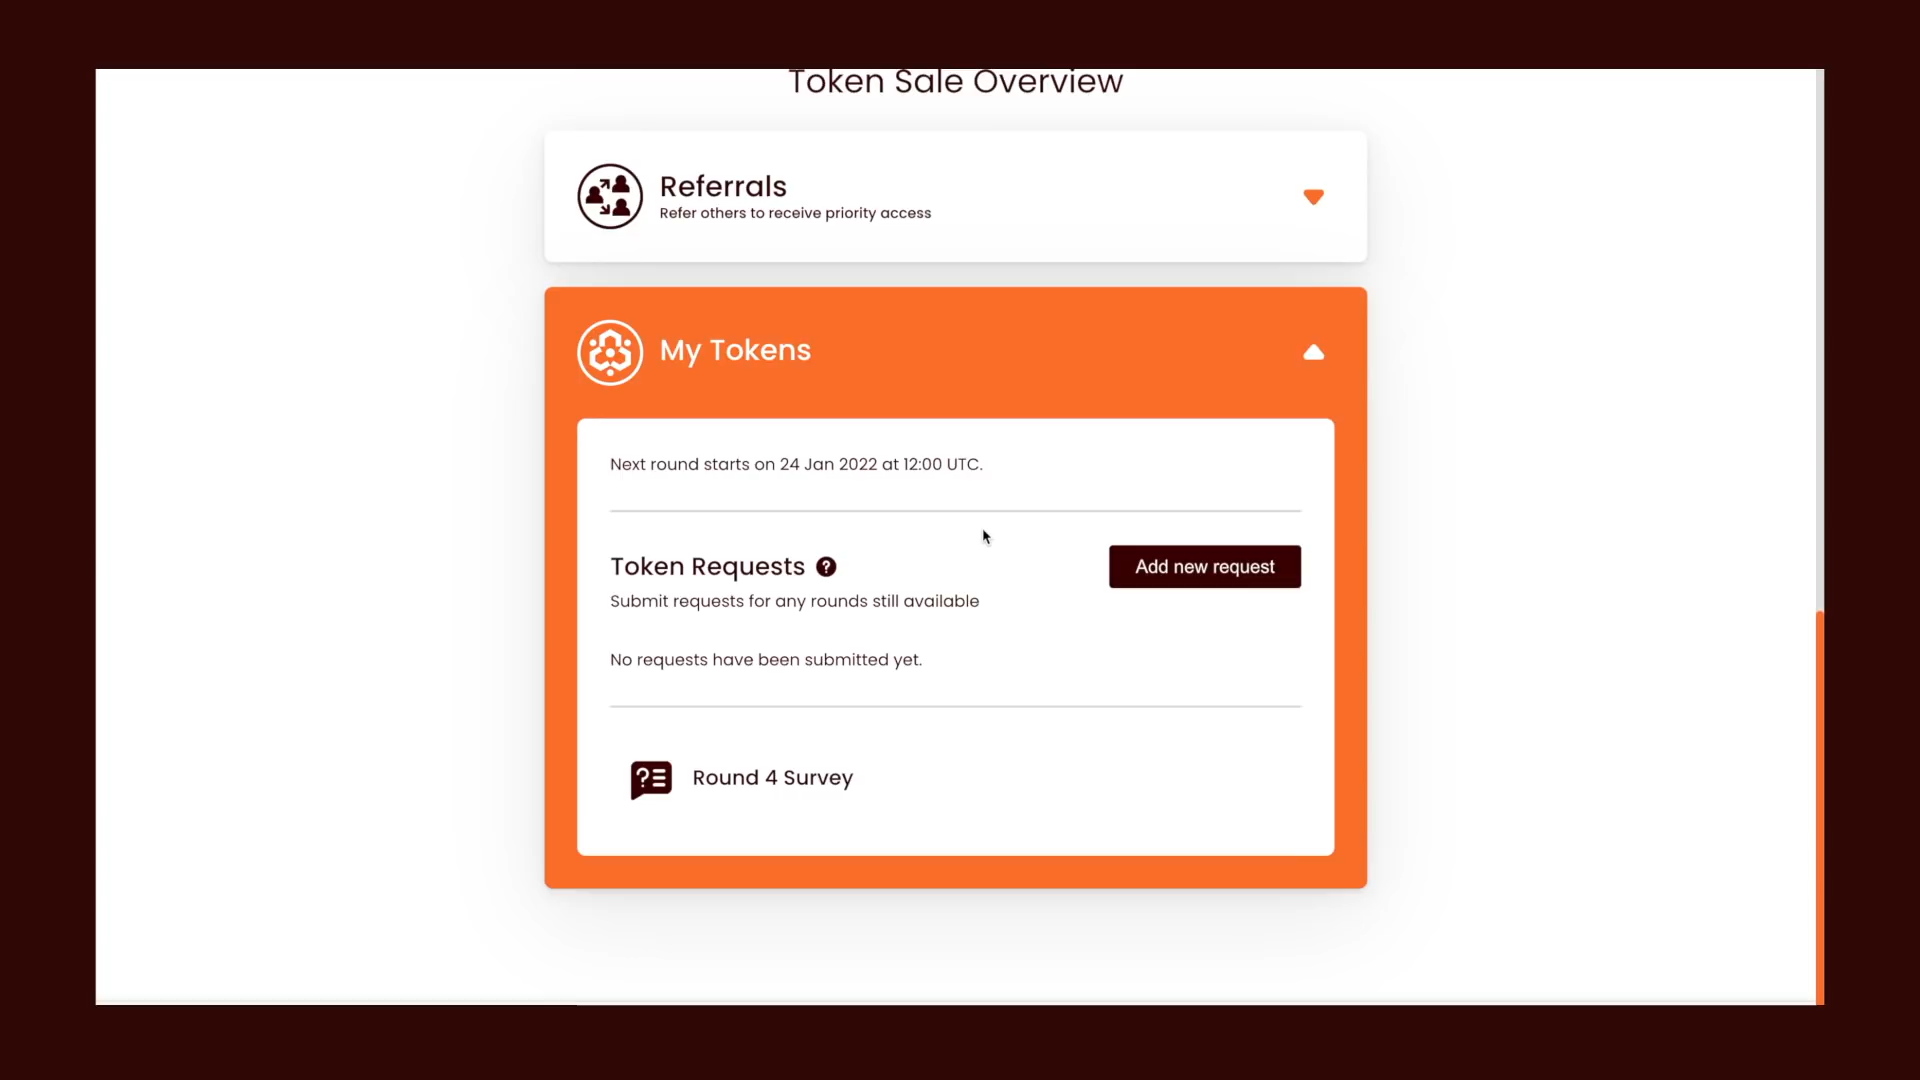 Token Sale Overview
Referrals
Refer others to receive priority access
My Tokens
Next round starts on 24 Jan 2022 at 12:00 UTC.
Token Requests ?
Add new request
Submit requests for any rounds still available
No requests have been submitted yet.
Round 4 Survey